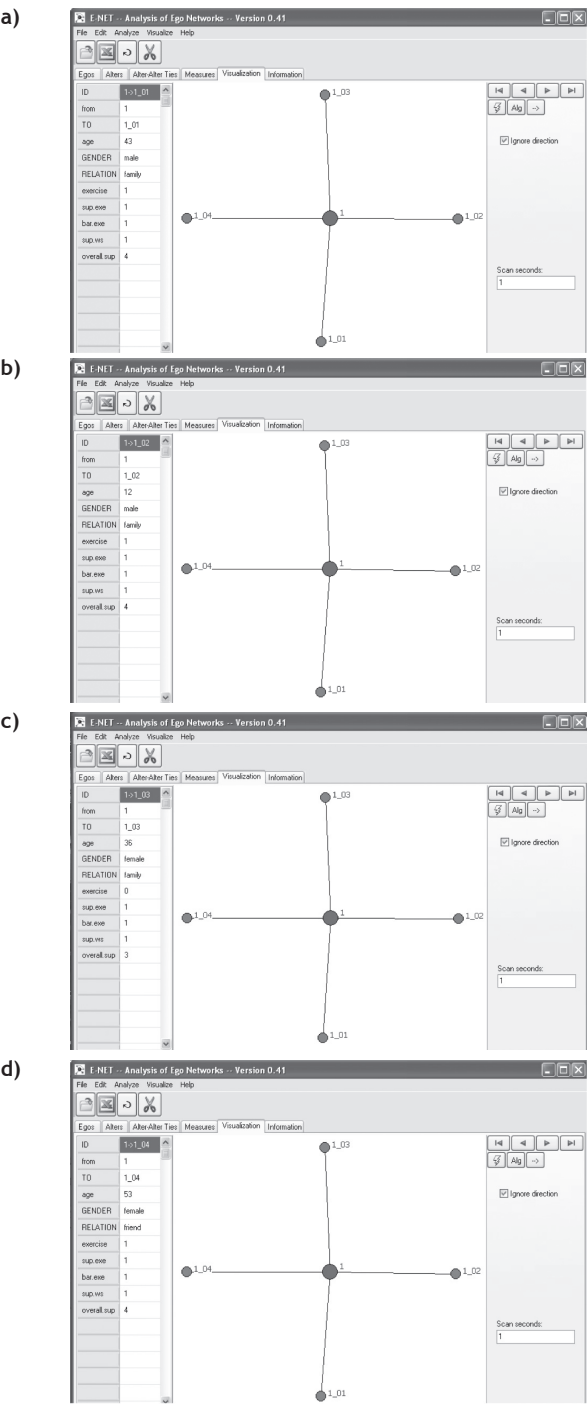 a)
E-NET -- Analysis of Ego Networks -- Version 0.41
File Edit Analyze Visualize Help
Egos Alters Alter-Alter Ties Measures Visualization Information
ID 1->1_01
from 1
TO 1_01
age 43
GENDER male
RELATION family
exercise 1
sup.exe 1
bar.exe 1
sup.ws 1
overall.sup 4
1_03
1_04
1
1_02
1_01
Alg -->
Ignore direction
Scan seconds:
1
b)
E-NET -- Analysis of Ego Networks -- Version 0.41
File Edit Analyze Visualize Help
Egos Alters Alter-Alter Ties Measures Visualization Information
ID 1->1_02
from 1
TO 1_02
age 12
GENDER male
RELATION family
exercise 1
sup.exe 1
bar.exe 1
sup.ws 1
overall.sup 4
1_03
1_04
1
1_02
1_01
Alg -->
Ignore direction
Scan seconds:
1
c)
E-NET -- Analysis of Ego Networks -- Version 0.41
File Edit Analyze Visualize Help
Egos Alters Alter-Alter Ties Measures Visualization Information
ID 1->1_03
from 1
TO 1_03
age 36
GENDER female
RELATION family
exercise 0
sup.exe 1
bar.exe 1
sup.ws 1
overall.sup 3
1_03
1_04
1
1_02
1_01
Alg -->
Ignore direction
Scan seconds:
1
d)
E-NET -- Analysis of Ego Networks -- Version 0.41
File Edit Analyze Visualize Help
Egos Alters Alter-Alter Ties Measures Visualization Information
ID 1->1_04
from 1
TO 1_04
age 53
GENDER female
RELATION friend
exercise 1
sup.exe 1
bar.exe 1
sup.ws 1
overall.sup 4
1_03
1_04
1
1_02
1_01
Alg -->
Ignore direction
Scan seconds:
1